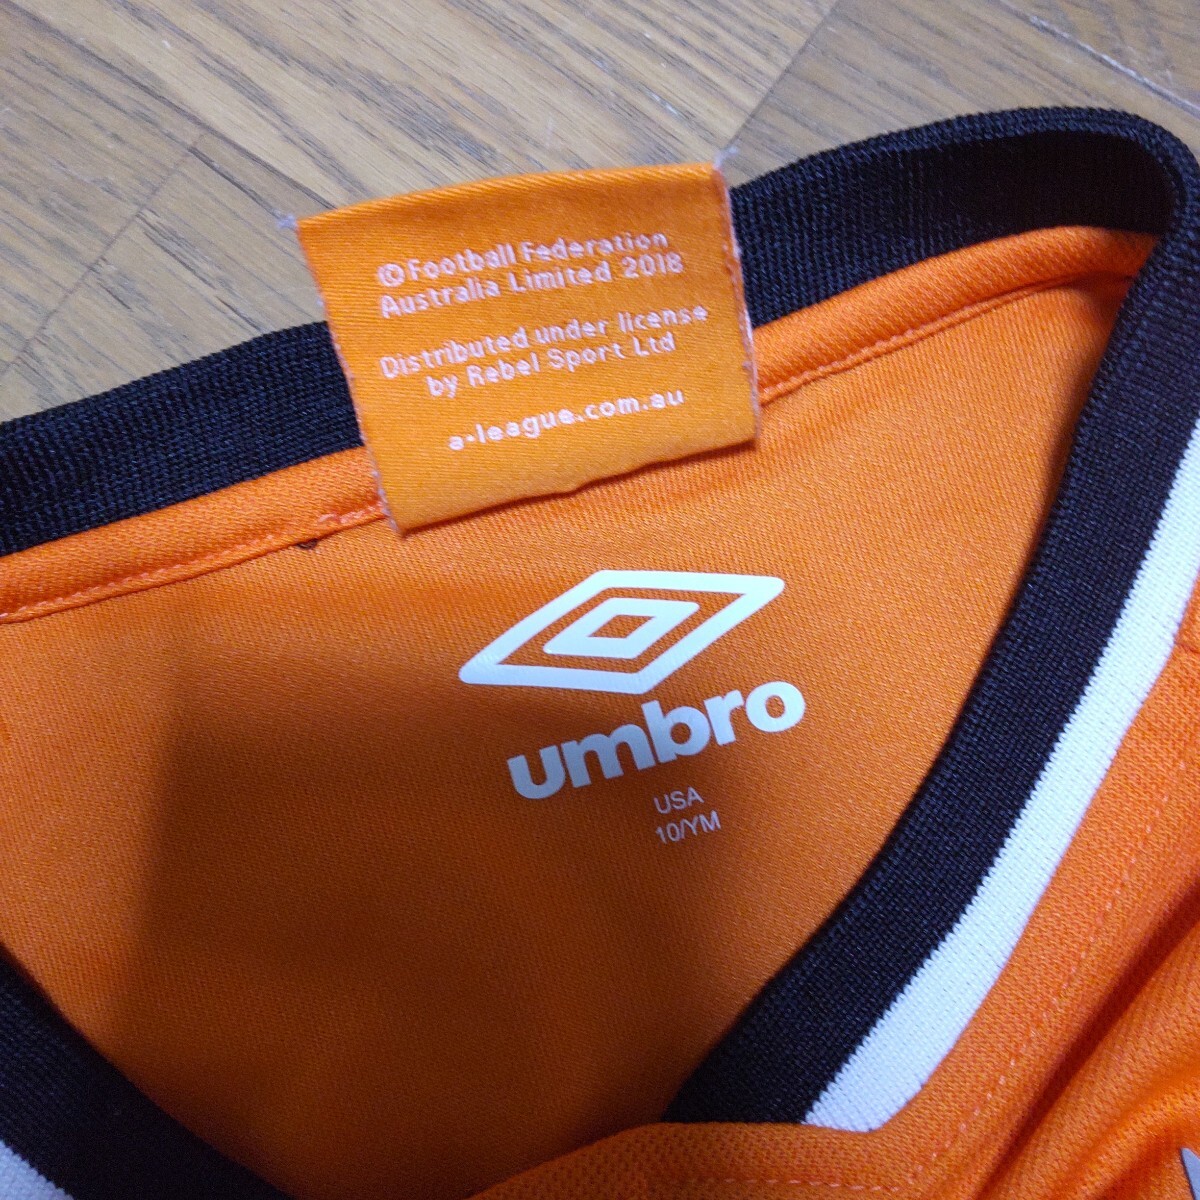 ©Football Federation
Australia Limited 2018
Distributed under license
by Rebel Sport Ltd
a-league.com.au
umbro
USA
10/YM